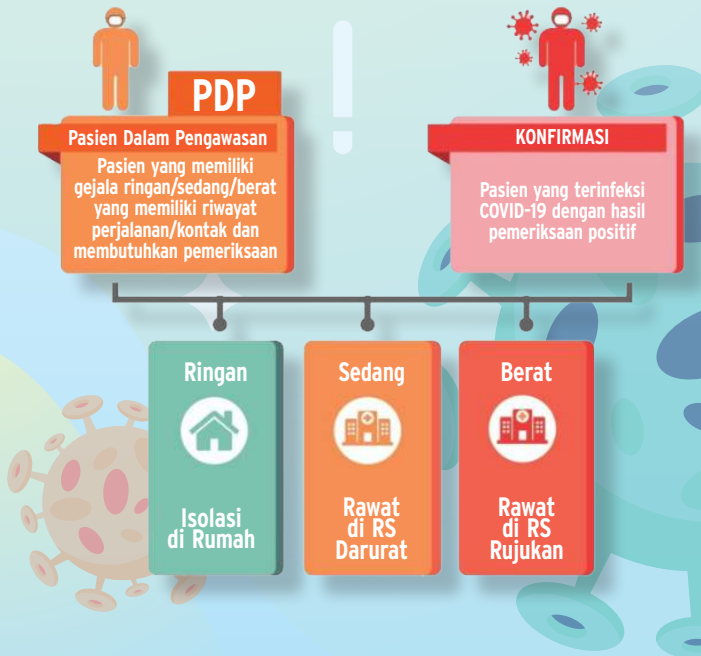 PDP
Pasien Dalam Pengawasan
Pasien yang memiliki
gejala ringan/sedang/berat
yang memiliki riwayat
perjalanan/kontak dan
membutuhkan pemeriksaan
KONFIRMASI
Pasien yang terinfeksi
COVID-19 dengan hasil
pemeriksaan positif
Ringan
Isolasi
di Rumah
Sedang
Rawat
di RS
Darurat
Berat
Rawat
di RS
Rujukan